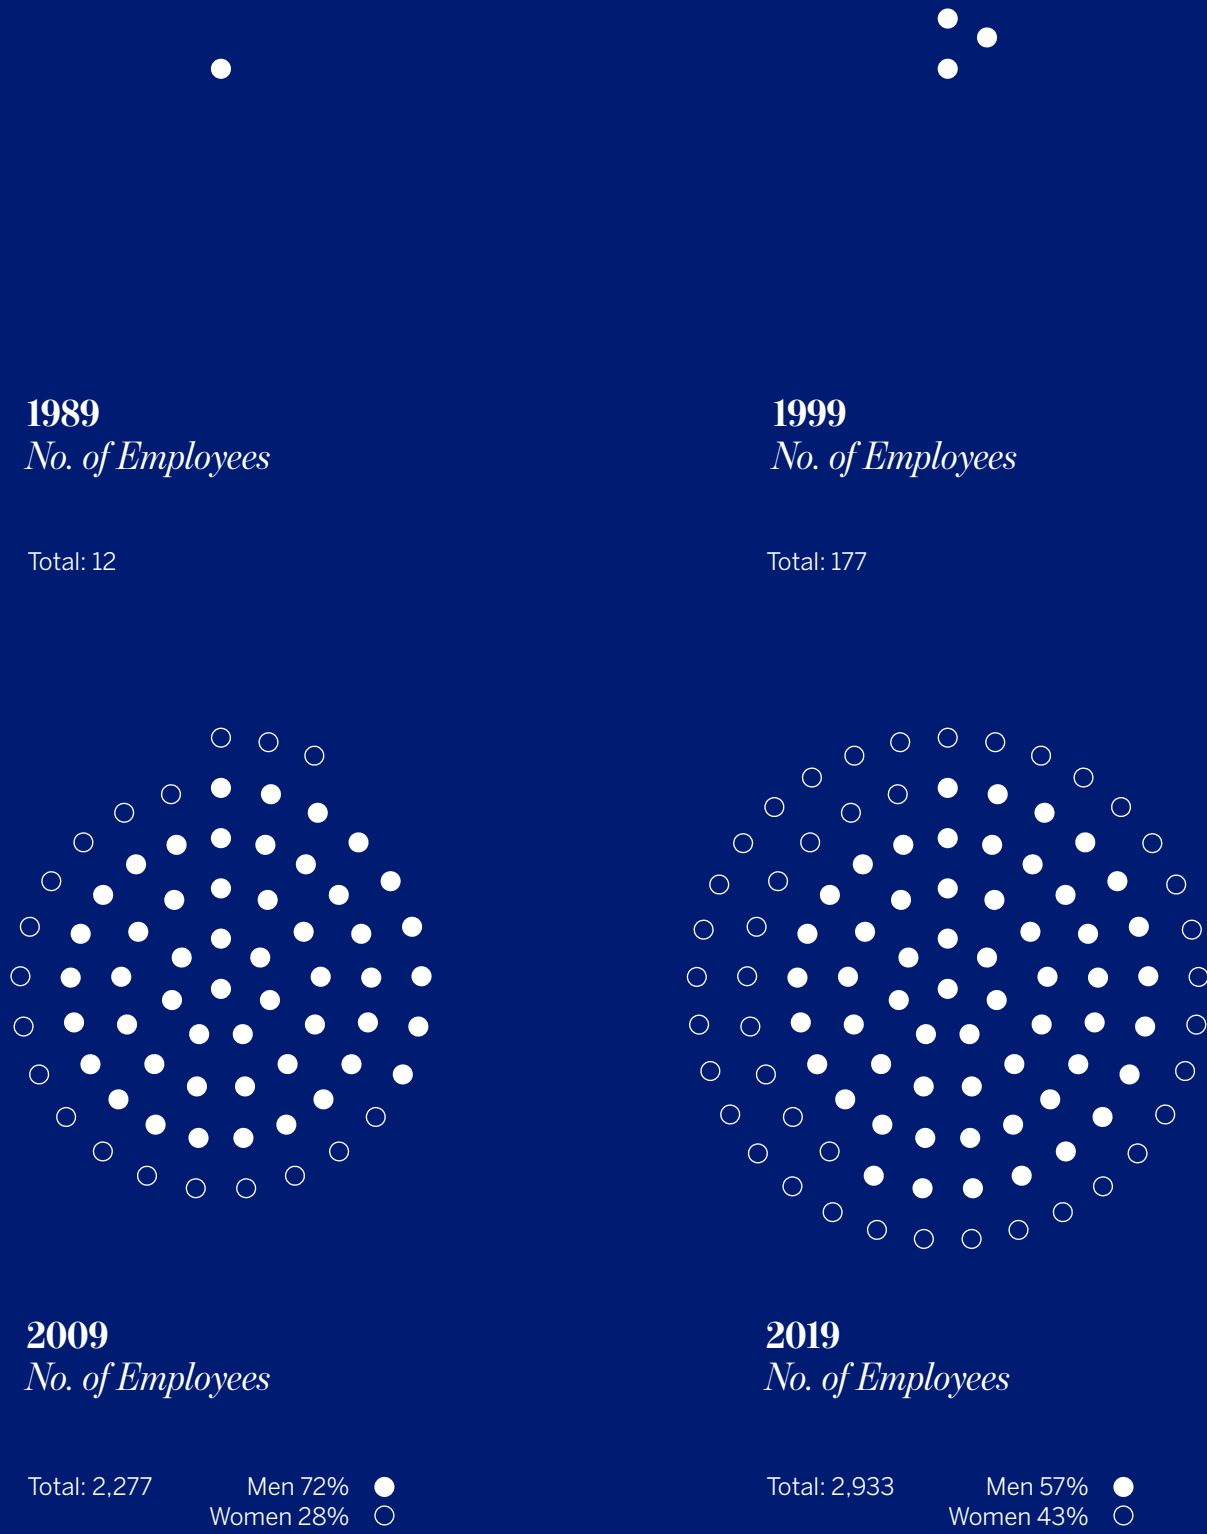 1989
No. of Employees
Total: 12
1999
No. of Employees
Total: 177
2009
No. of Employees
Total: 2,277
Men 72%
Women 28%
2019
No. of Employees
Total: 2,933
Men 57%
Women 43%